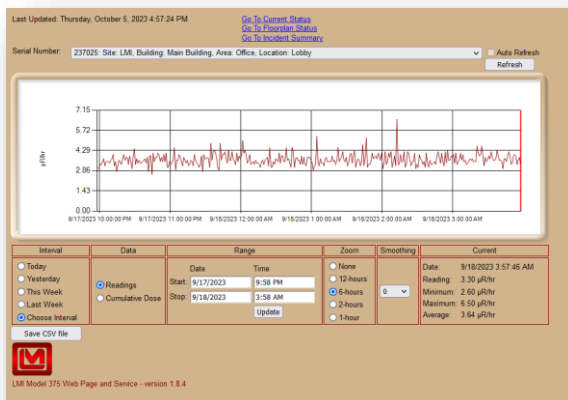 Last Updated: Thursday, October 5, 2023 4:57:24 PM
Go To Current Status
Go To Floorplan Status
Go To Incident Summary
Serial Number: 237025: Site: LMI, Building: Main Building, Area: Office, Location: Lobby
Auto Refresh
Refresh
7.15
5.72
4.29
2.86
1.43
0.00
µR/hr
9/17/2023 10:00:00 PM 9/17/2023 11:00:00 PM 9/18/2023 12:00:00 AM 9/18/2023 1:00:00 AM 9/18/2023 2:00:00 AM 9/18/2023 3:00:00 AM
Interval Data Range Zoom Smoothing Current
Today
Yesterday
This Week
Last Week
Choose Interval
Readings
Cumulative Dose
Date Time
Start: 9/17/2023 9:58 PM
Stop: 9/18/2023 3:58 AM
Update
None
12-hours
6-hours
2-hours
1-hour
0
Date: 9/18/2023 3:57:46 AM
Reading: 3.30 µR/hr
Minimum: 2.60 µR/hr
Maximum: 6.50 µR/hr
Average: 3.64 µR/hr
Save CSV file
LMI Model 375 Web Page and Service - version 1.8.4